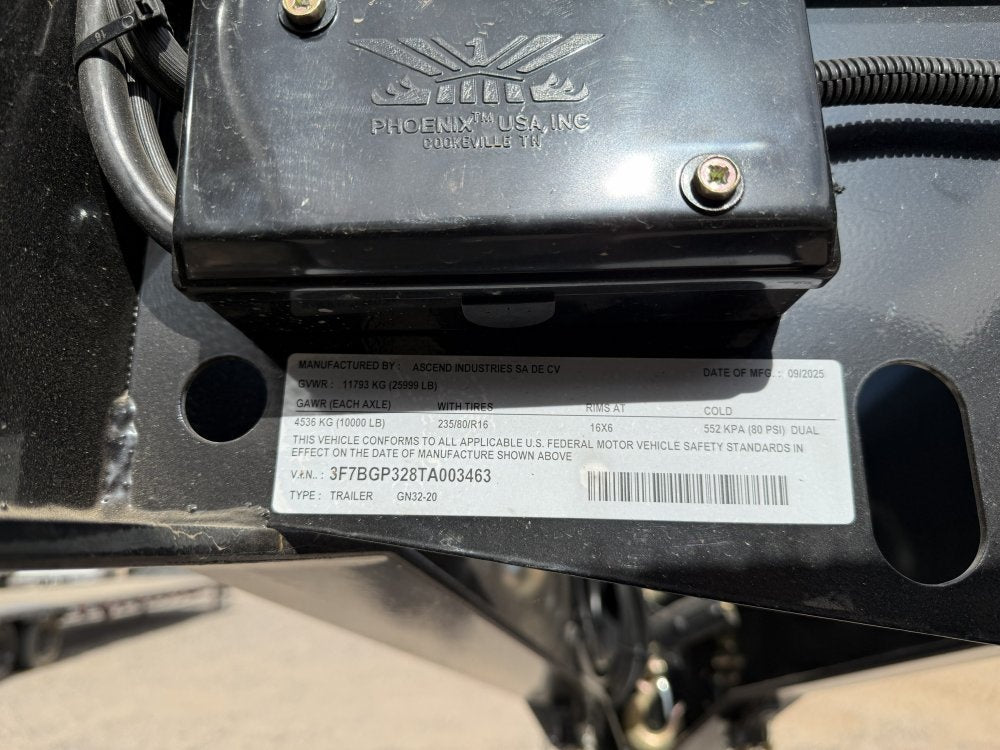 16
PHOENIX™ USA, INC
COOKEVILLE TN
MANUFACTURED BY : ASCEND INDUSTRIES SA DE CV DATE OF MFG. : 09/2025
GVWR : 11793 KG (25999 LB)
GAWR (EACH AXLE) WITH TIRES RIMS AT COLD
4536 KG (10000 LB) 235/80/R16 16X6 552 KPA (80 PSI) DUAL
THIS VEHICLE CONFORMS TO ALL APPLICABLE U.S. FEDERAL MOTOR VEHICLE SAFETY STANDARDS IN
EFFECT ON THE DATE OF MANUFACTURE SHOWN ABOVE
V.I.N.. : 3F7BGP328TA003463
TYPE : TRAILER GN32-20